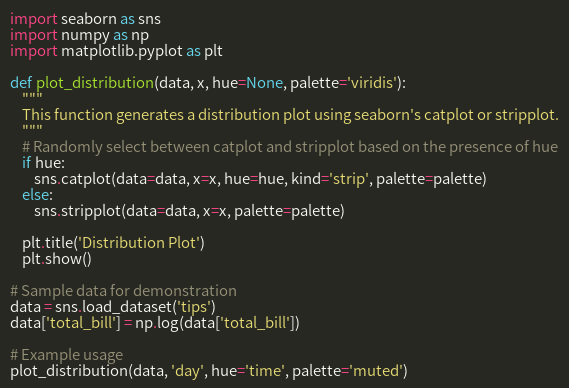 import seaborn as sns
import numpy as np
import matplotlib.pyplot as plt

def plot_distribution(data, x, hue=None, palette='viridis'):
    """
    This function generates a distribution plot using seaborn's catplot or stripplot.
    """
    # Randomly select between catplot and stripplot based on the presence of hue
    if hue:
        sns.catplot(data=data, x=x, hue=hue, kind='strip', palette=palette)
    else:
        sns.stripplot(data=data, x=x, palette=palette)

    plt.title('Distribution Plot')
    plt.show()

# Sample data for demonstration
data = sns.load_dataset('tips')
data['total_bill'] = np.log(data['total_bill'])

# Example usage
plot_distribution(data, 'day', hue='time', palette='muted')